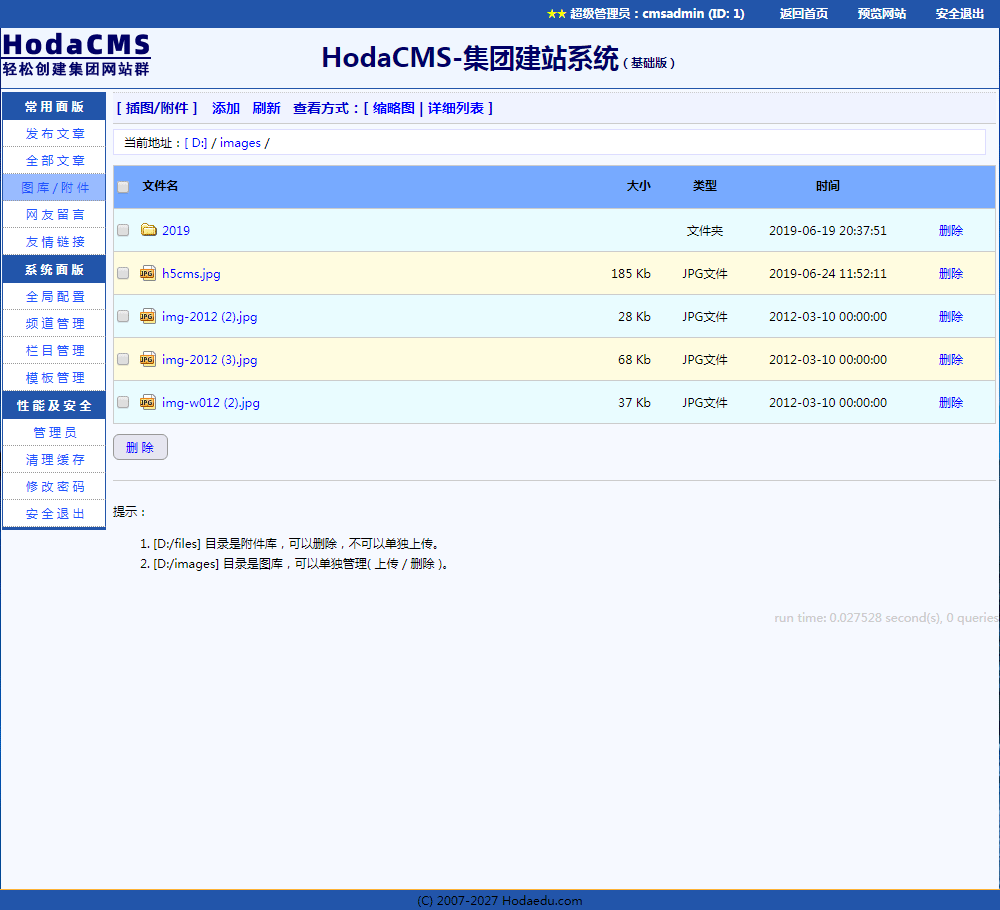 ★★ 超级管理员：cmsadmin (ID: 1) 返回首页 预览网站 安全退出
HodaCMS
轻松创建集团网站群
HodaCMS-集团建站系统 ( 基础版 )
常用面版
发布文章
全部文章
图库/附件
网友留言
友情链接
系统面版
全局配置
频道管理
栏目管理
模板管理
性能及安全
管理员
清理缓存
修改密码
安全退出
[ 插图/附件 ] 添加 刷新 查看方式：[ 缩略图 | 详细列表 ]
当前地址：[ D:] / images /
文件名 大小 类型 时间
2019 文件夹 2019-06-19 20:37:51 删除
JPG h5cms.jpg 185 Kb JPG文件 2019-06-24 11:52:11 删除
JPG img-2012 (2).jpg 28 Kb JPG文件 2012-03-10 00:00:00 删除
JPG img-2012 (3).jpg 68 Kb JPG文件 2012-03-10 00:00:00 删除
JPG img-w012 (2).jpg 37 Kb JPG文件 2012-03-10 00:00:00 删除
删 除
提示：
1. [D:/files] 目录是附件库，可以删除，不可以单独上传。
2. [D:/images] 目录是图库，可以单独管理( 上传 / 删除 )。
run time: 0.027528 second(s), 0 queries
(C) 2007-2027 Hodaedu.com